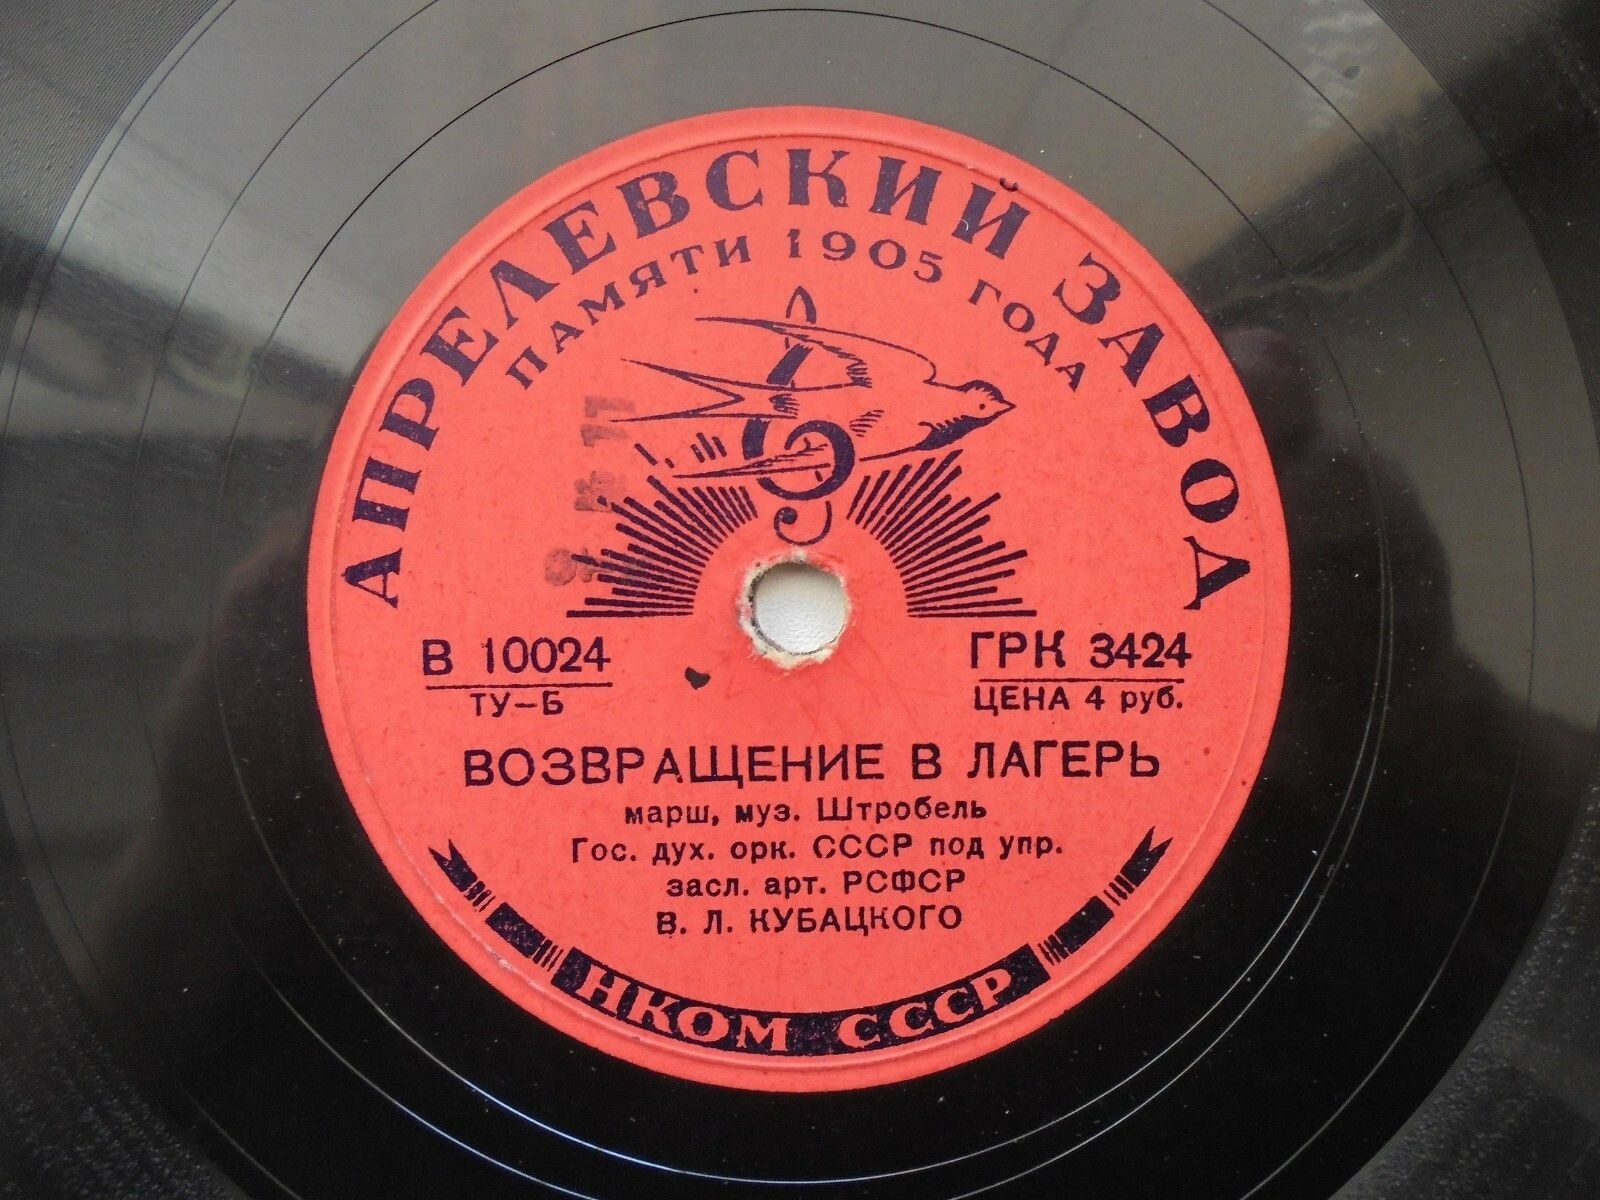 АПРЕЛЕВСКИЙ ЗАВОД
ПАМЯТИ 1905 ГОДА
В 10024
ТУ-Б
ГРК 3424
ЦЕНА 4 руб.
ВОЗВРАЩЕНИЕ В ЛАГЕРЬ
марш, муз. Штробель
Гос. дух. орк. СССР под упр.
засл. арт. РСФСР
В. Л. КУБАЦКОГО
НКОМ СССР